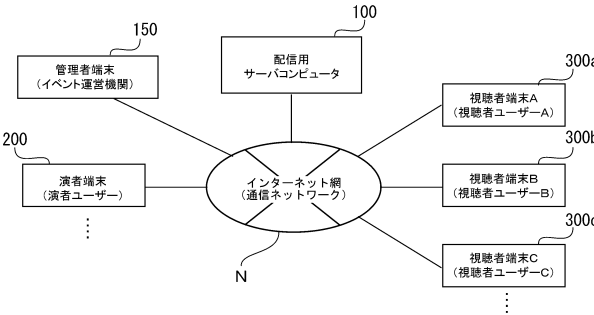 100
150
配信用
サーバコンピュータ
管理者端末
(イベント運営機関)
300a
視聴者端末A
(視聴者ユーザーA)
200
演者端末
(演者ユーザー)
インターネット網
(通信ネットワーク)
300b
視聴者端末B
(視聴者ユーザーB)
300c
視聴者端末C
(視聴者ユーザーC)
N